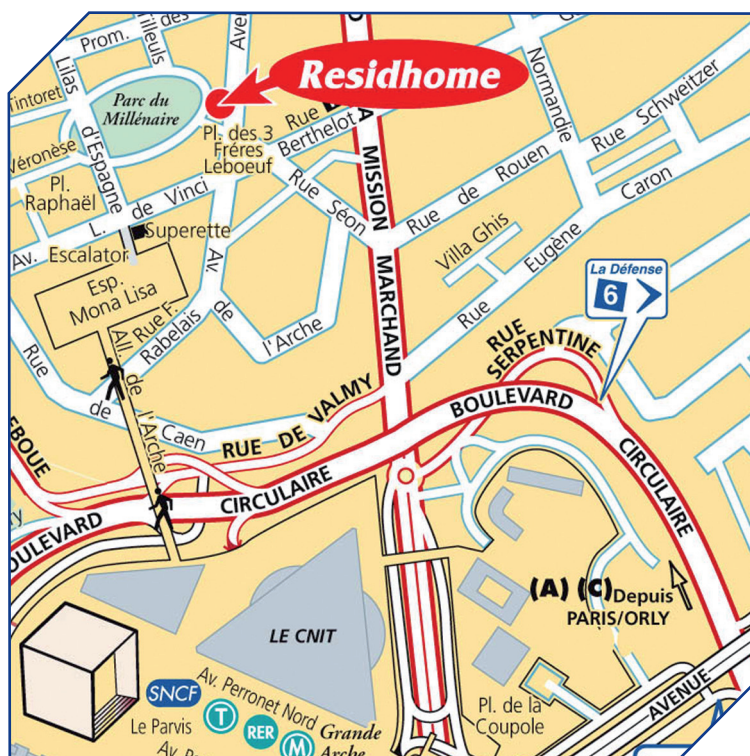 Prom. des
Tilleuls
Lilas
d'Espagne
Tintoret
Parc du
Millénaire
Véronèse
Pl.
Raphaël
Residhome
Pl. des 3
Fréres
Leboeuf
Rue
Berthelot
Normandie
Rue Schweitzer
Rue de Rouen
Caron
Eugène
Rue
Rue Séon
MISSION
MARCHAND
L. de Vinci
Av.
Superette
Escalator
Esp.
Mona Lisa
Rue F.
Rabelais
Av. de
l'Arche
Villa Ghis
La Défense
6
RUE
SERPENTINE
All. de l'Arche
Rue de Caen
RUE DE VALMY
EBOUE
BOULEVARD
CIRCULAIRE
BOULEVARD
CIRCULAIRE
OULEVARD
(A) (C) Depuis
PARIS/ORLY
LE CNIT
SNCF
Av. Perronet Nord
Le Parvis
T
RER
M
Grande
Arche
Pl. de la
Coupole
AVENUE